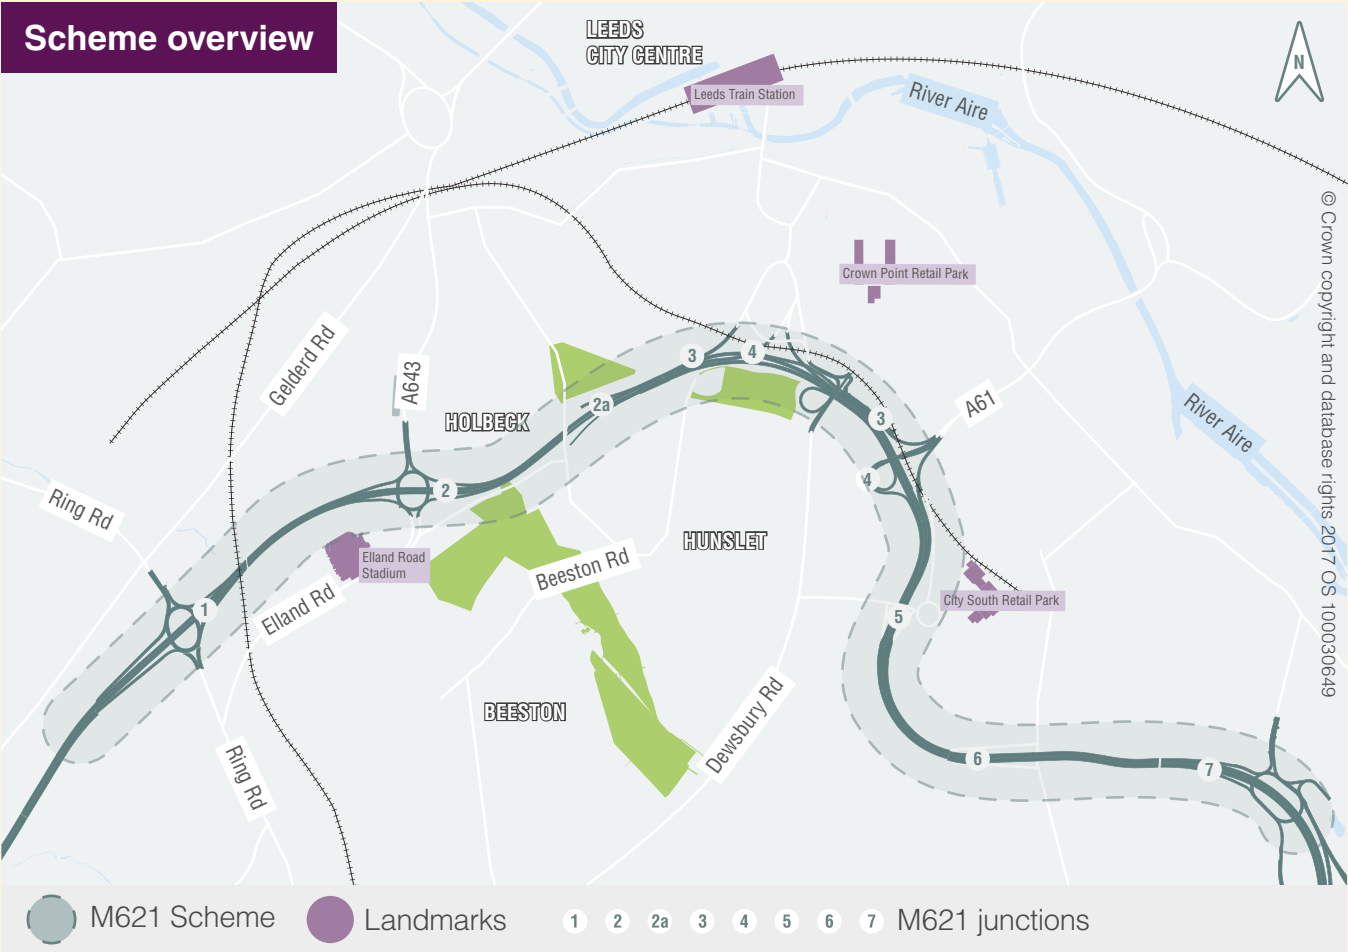 Scheme overview
LEEDS
CITY CENTRE
N
Leeds Train Station
River Aire
© Crown copyright and database rights 2017 OS 100030649
Crown Point Retail Park
Gelderd Rd
A643
3
4
2a
HOLBECK
3
A61
River Aire
4
2
Ring Rd
HUNSLET
Elland Road
Stadium
Beeston Rd
Elland Rd
1
5
City South Retail Park
BEESTON
Dewsbury Rd
Ring Rd
6
7
M621 Scheme
Landmarks
1 2 2a 3 4 5 6 7 M621 junctions